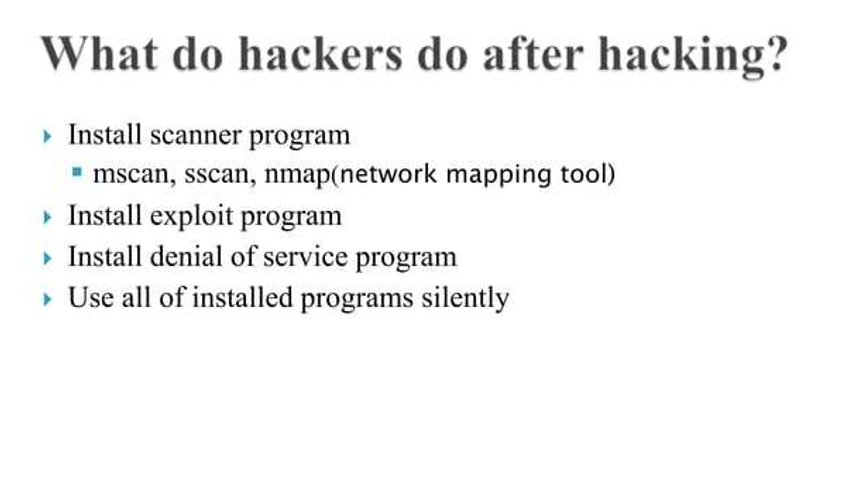 What do hackers do after hacking?
Install scanner program
mscan, sscan, nmap(network mapping tool)
Install exploit program
Install denial of service program
Use all of installed programs silently